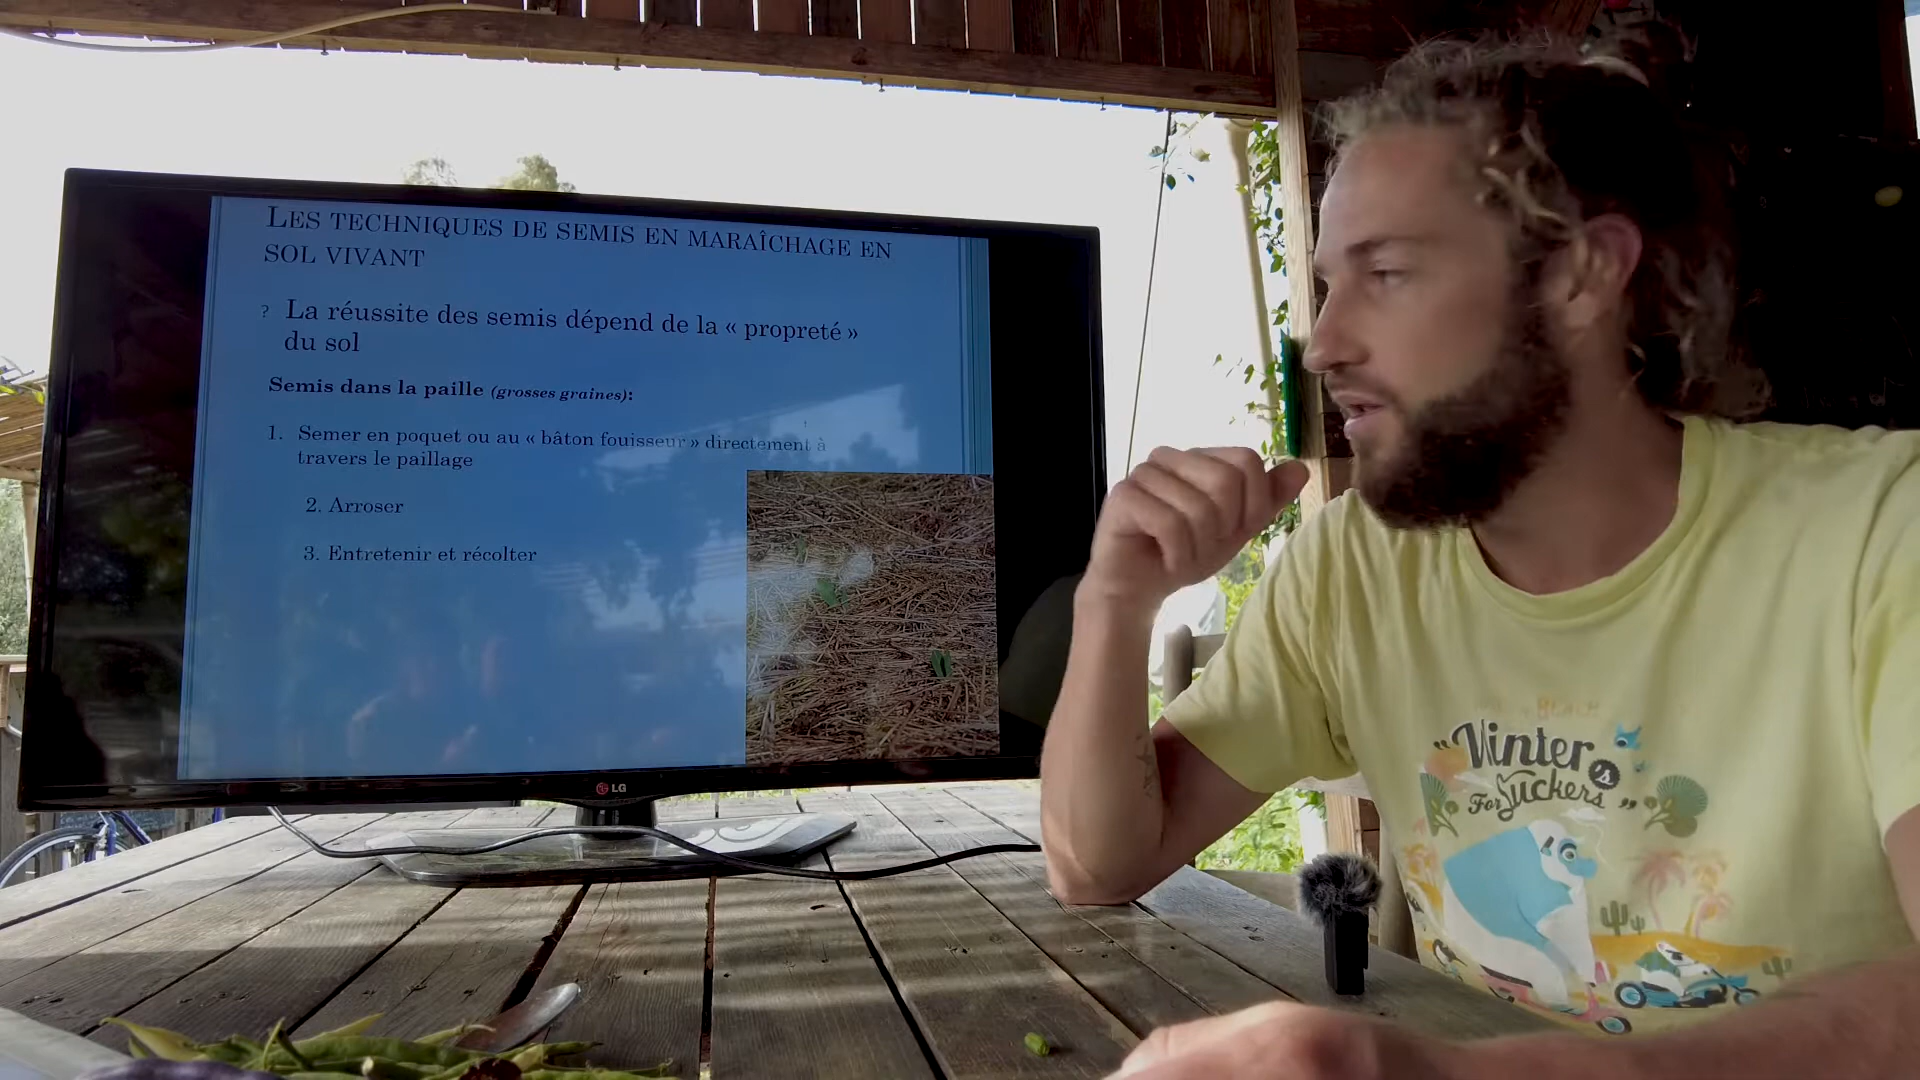 LES TECHNIQUES DE SEMIS EN MARAÎCHAGE EN
SOL VIVANT
? La réussite des semis dépend de la « propreté »
du sol
Semis dans la paille (grosses graines):
1. Semer en poquet ou au « bâton fouisseur » directement à
travers le paillage
2. Arroser
3. Entretenir et récolter
LG
"Winter's
For Suckers"